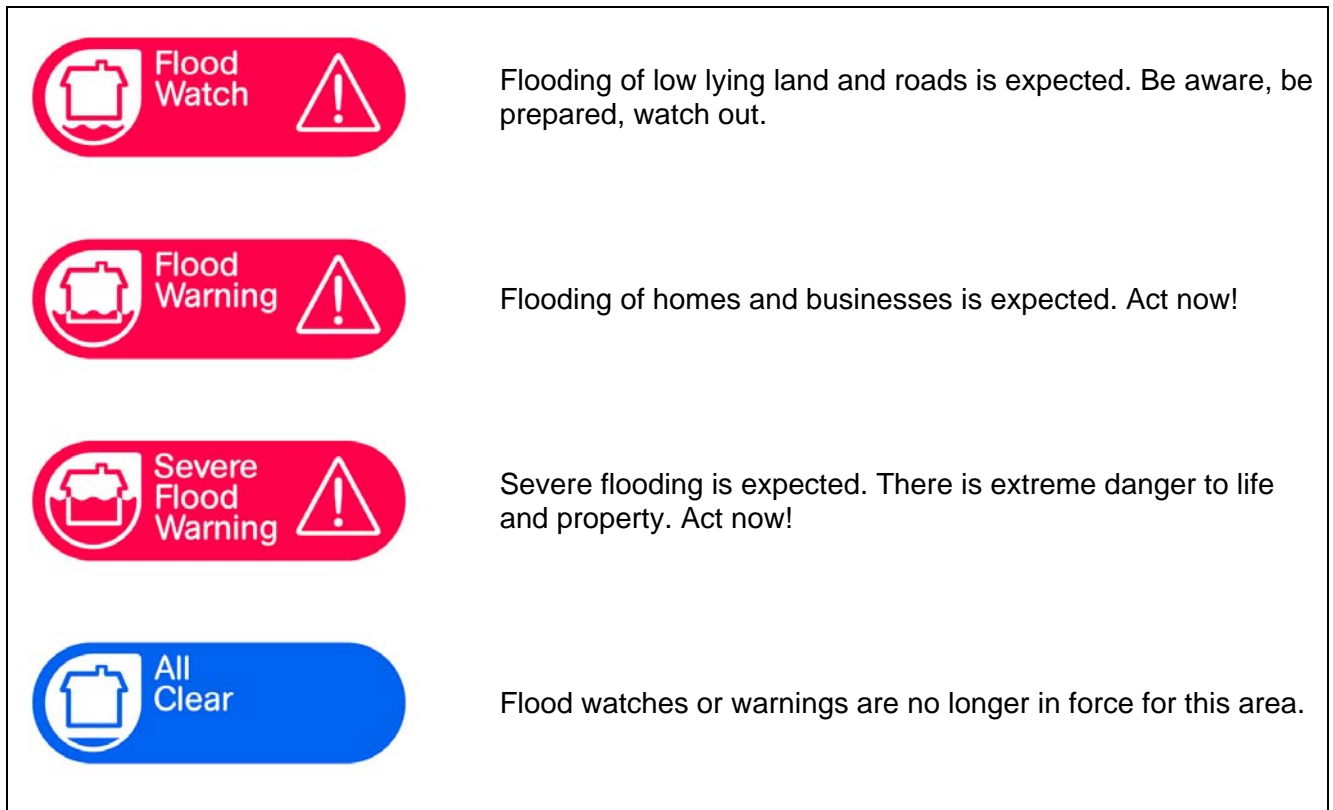 Flood
Watch
Flooding of low lying land and roads is expected. Be aware, be
prepared, watch out.
Flood
Warning
Flooding of homes and businesses is expected. Act now!
Severe
Flood
Warning
Severe flooding is expected. There is extreme danger to life
and property. Act now!
All
Clear
Flood watches or warnings are no longer in force for this area.